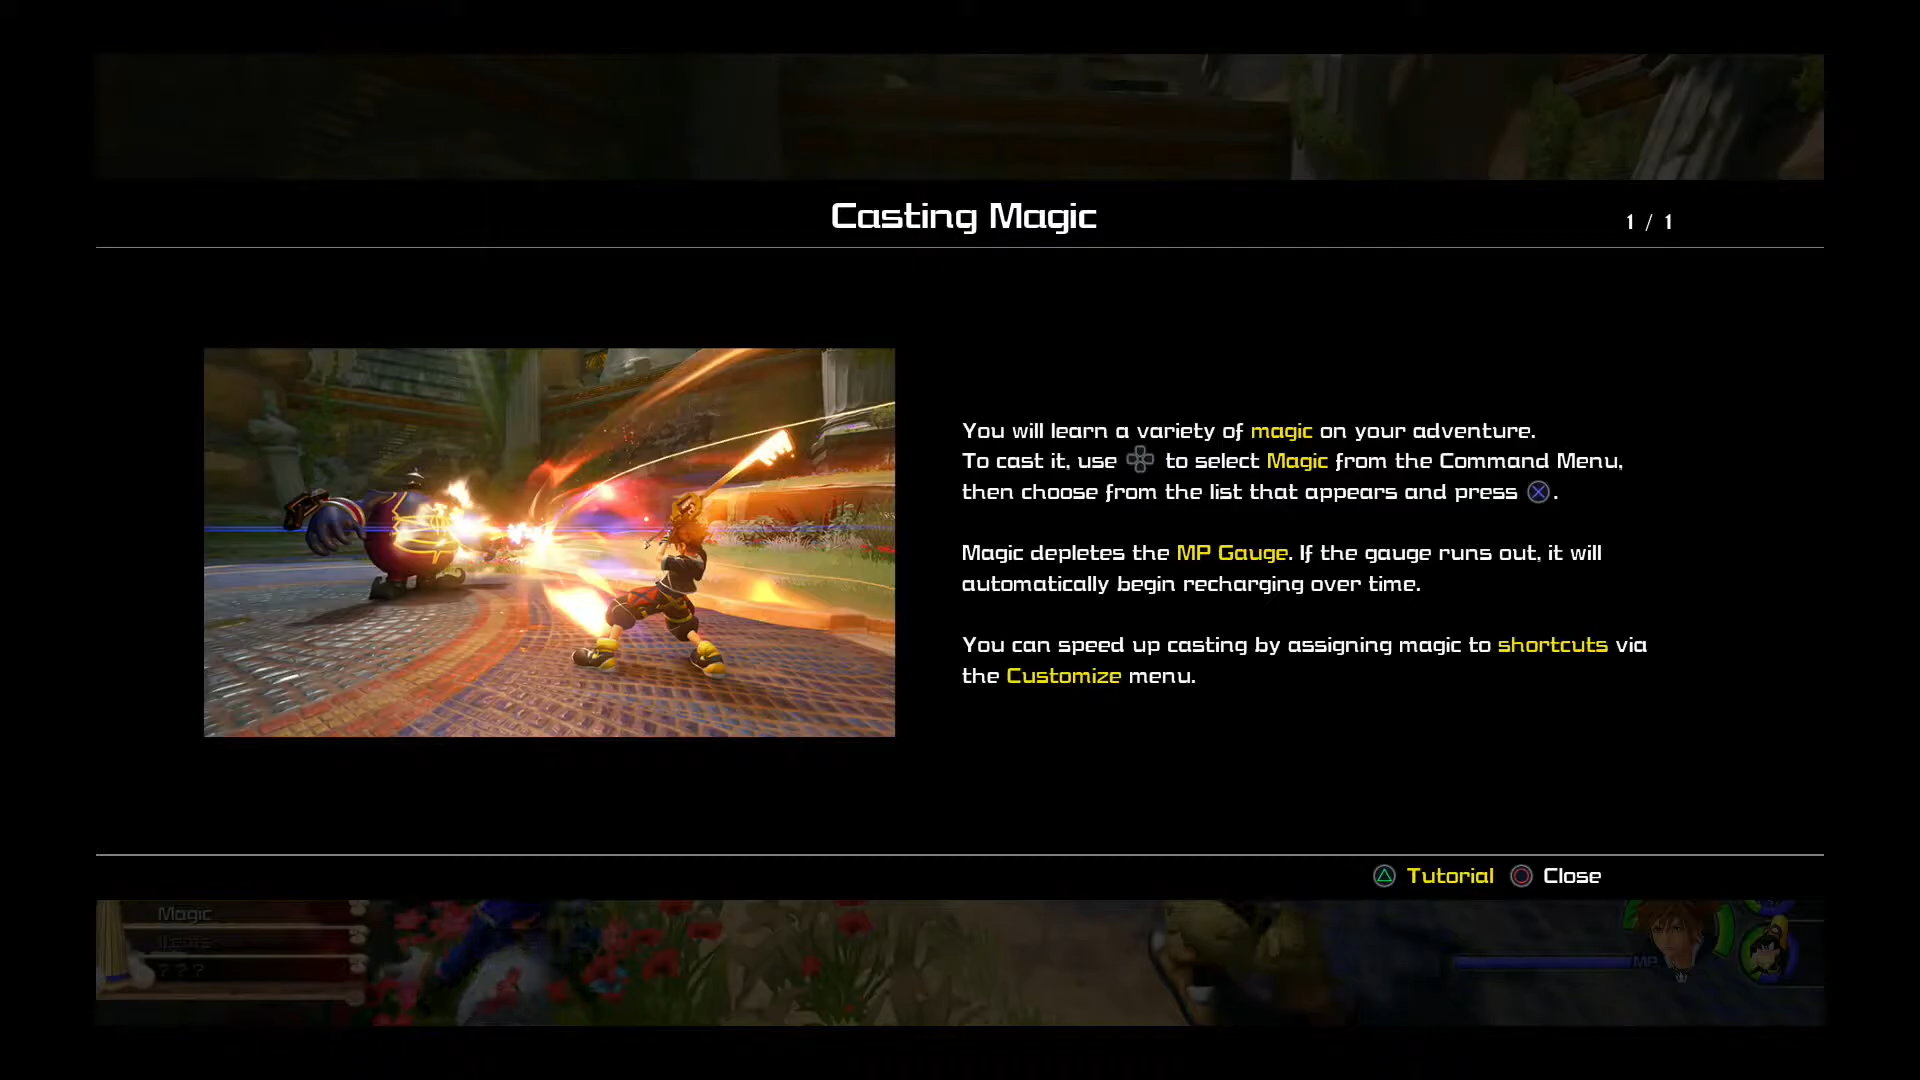 Casting Magic
1 / 1
You will learn a variety of magic on your adventure.
To cast it, use to select Magic from the Command Menu,
then choose from the list that appears and press .
Magic depletes the MP Gauge. If the gauge runs out, it will
automatically begin recharging over time.
You can speed up casting by assigning magic to shortcuts via
the Customize menu.
Tutorial Close
Magic
Items
? ? ?
MP